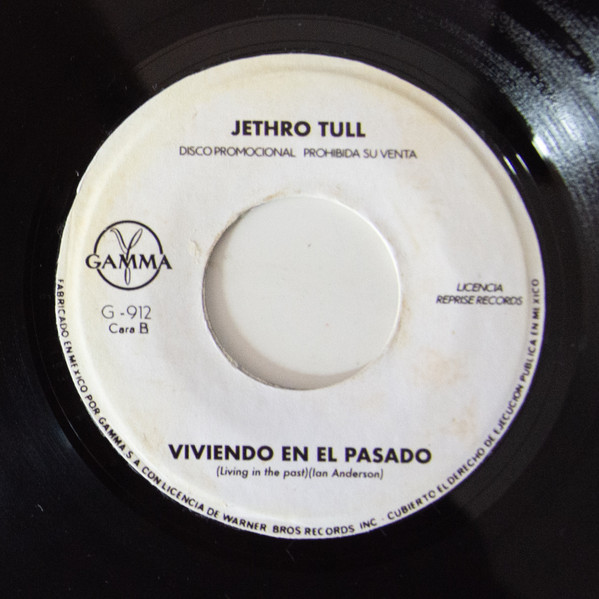 JETHRO TULL
DISCO PROMOCIONAL PROHIBIDA SU VENTA
GAMMA
G-912
Cara B
LICENCIA
REPRISE RECORDS
VIVIENDO EN EL PASADO
(Living in the past)(Ian Anderson)
FABRICADO EN MEXICO POR GAMMA S A CON LICENCIA DE WARNER BROS RECORDS INC - CUBIERTO EL DERECHO DE EJECUCION PUBLICA EN MEXICO